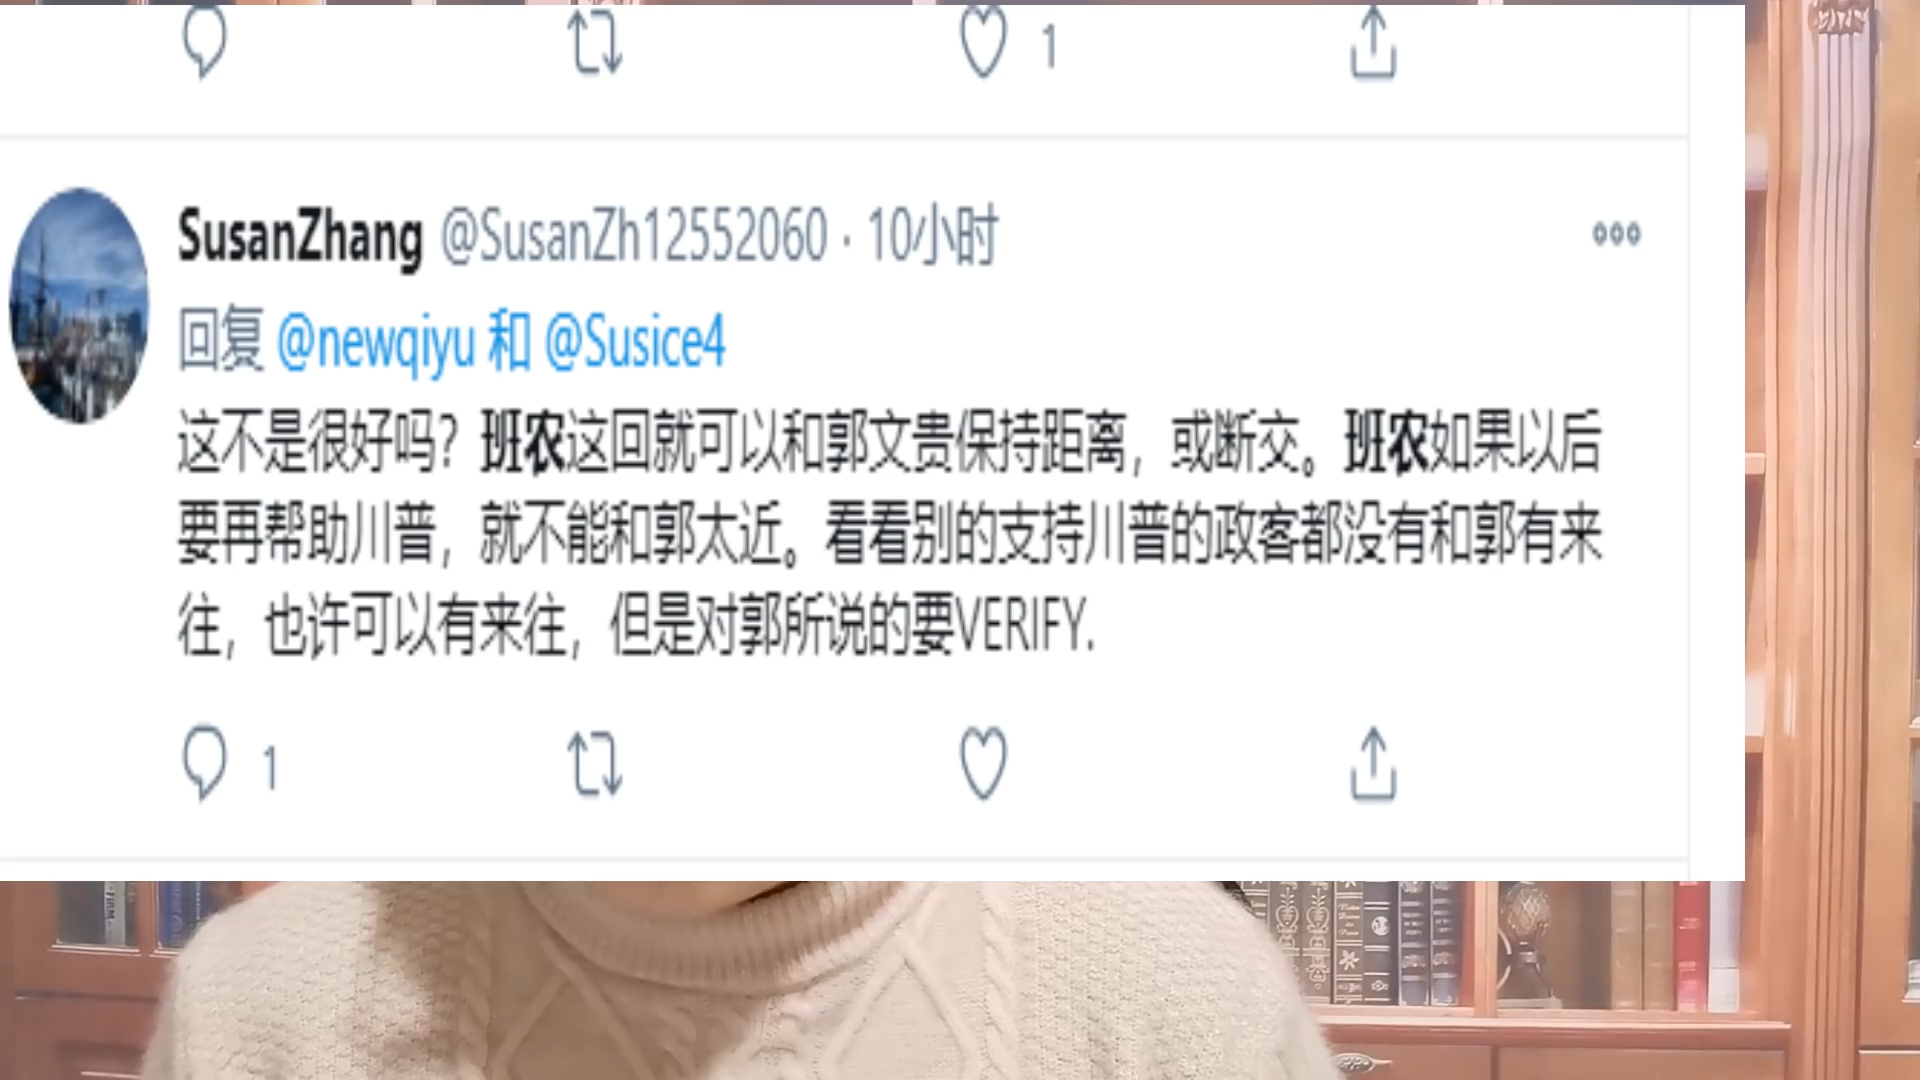 1
SusanZhang @SusanZh12552060 · 10小时
回复 @newqiyu 和 @Susice4
这不是很好吗？班农这回就可以和郭文贵保持距离，或断交。班农如果以后
要再帮助川普，就不能和郭太近。看看别的支持川普的政客都没有和郭有来
往，也许可以有来往，但是对郭所说的要VERIFY.
1